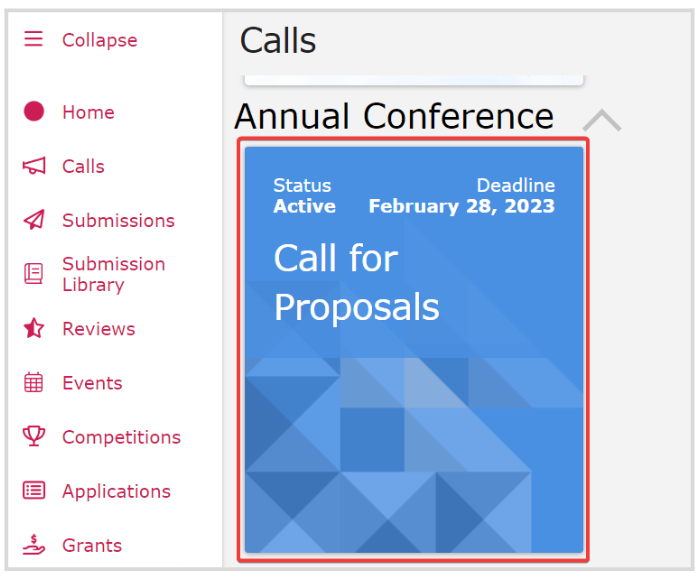 Collapse
Home
Calls
Submissions
Submission
Library
Reviews
Events
Competitions
Applications
Grants
Calls
Annual Conference
Status Deadline
Active February 28, 2023
Call for
Proposals